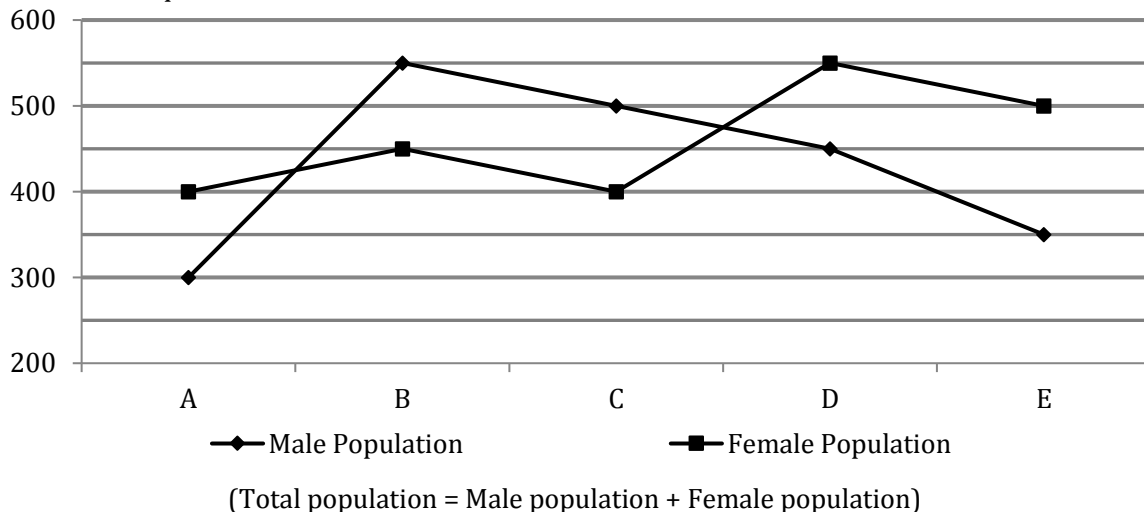 600
500
400
300
200
A B C D E
Male Population Female Population
(Total population = Male population + Female population)